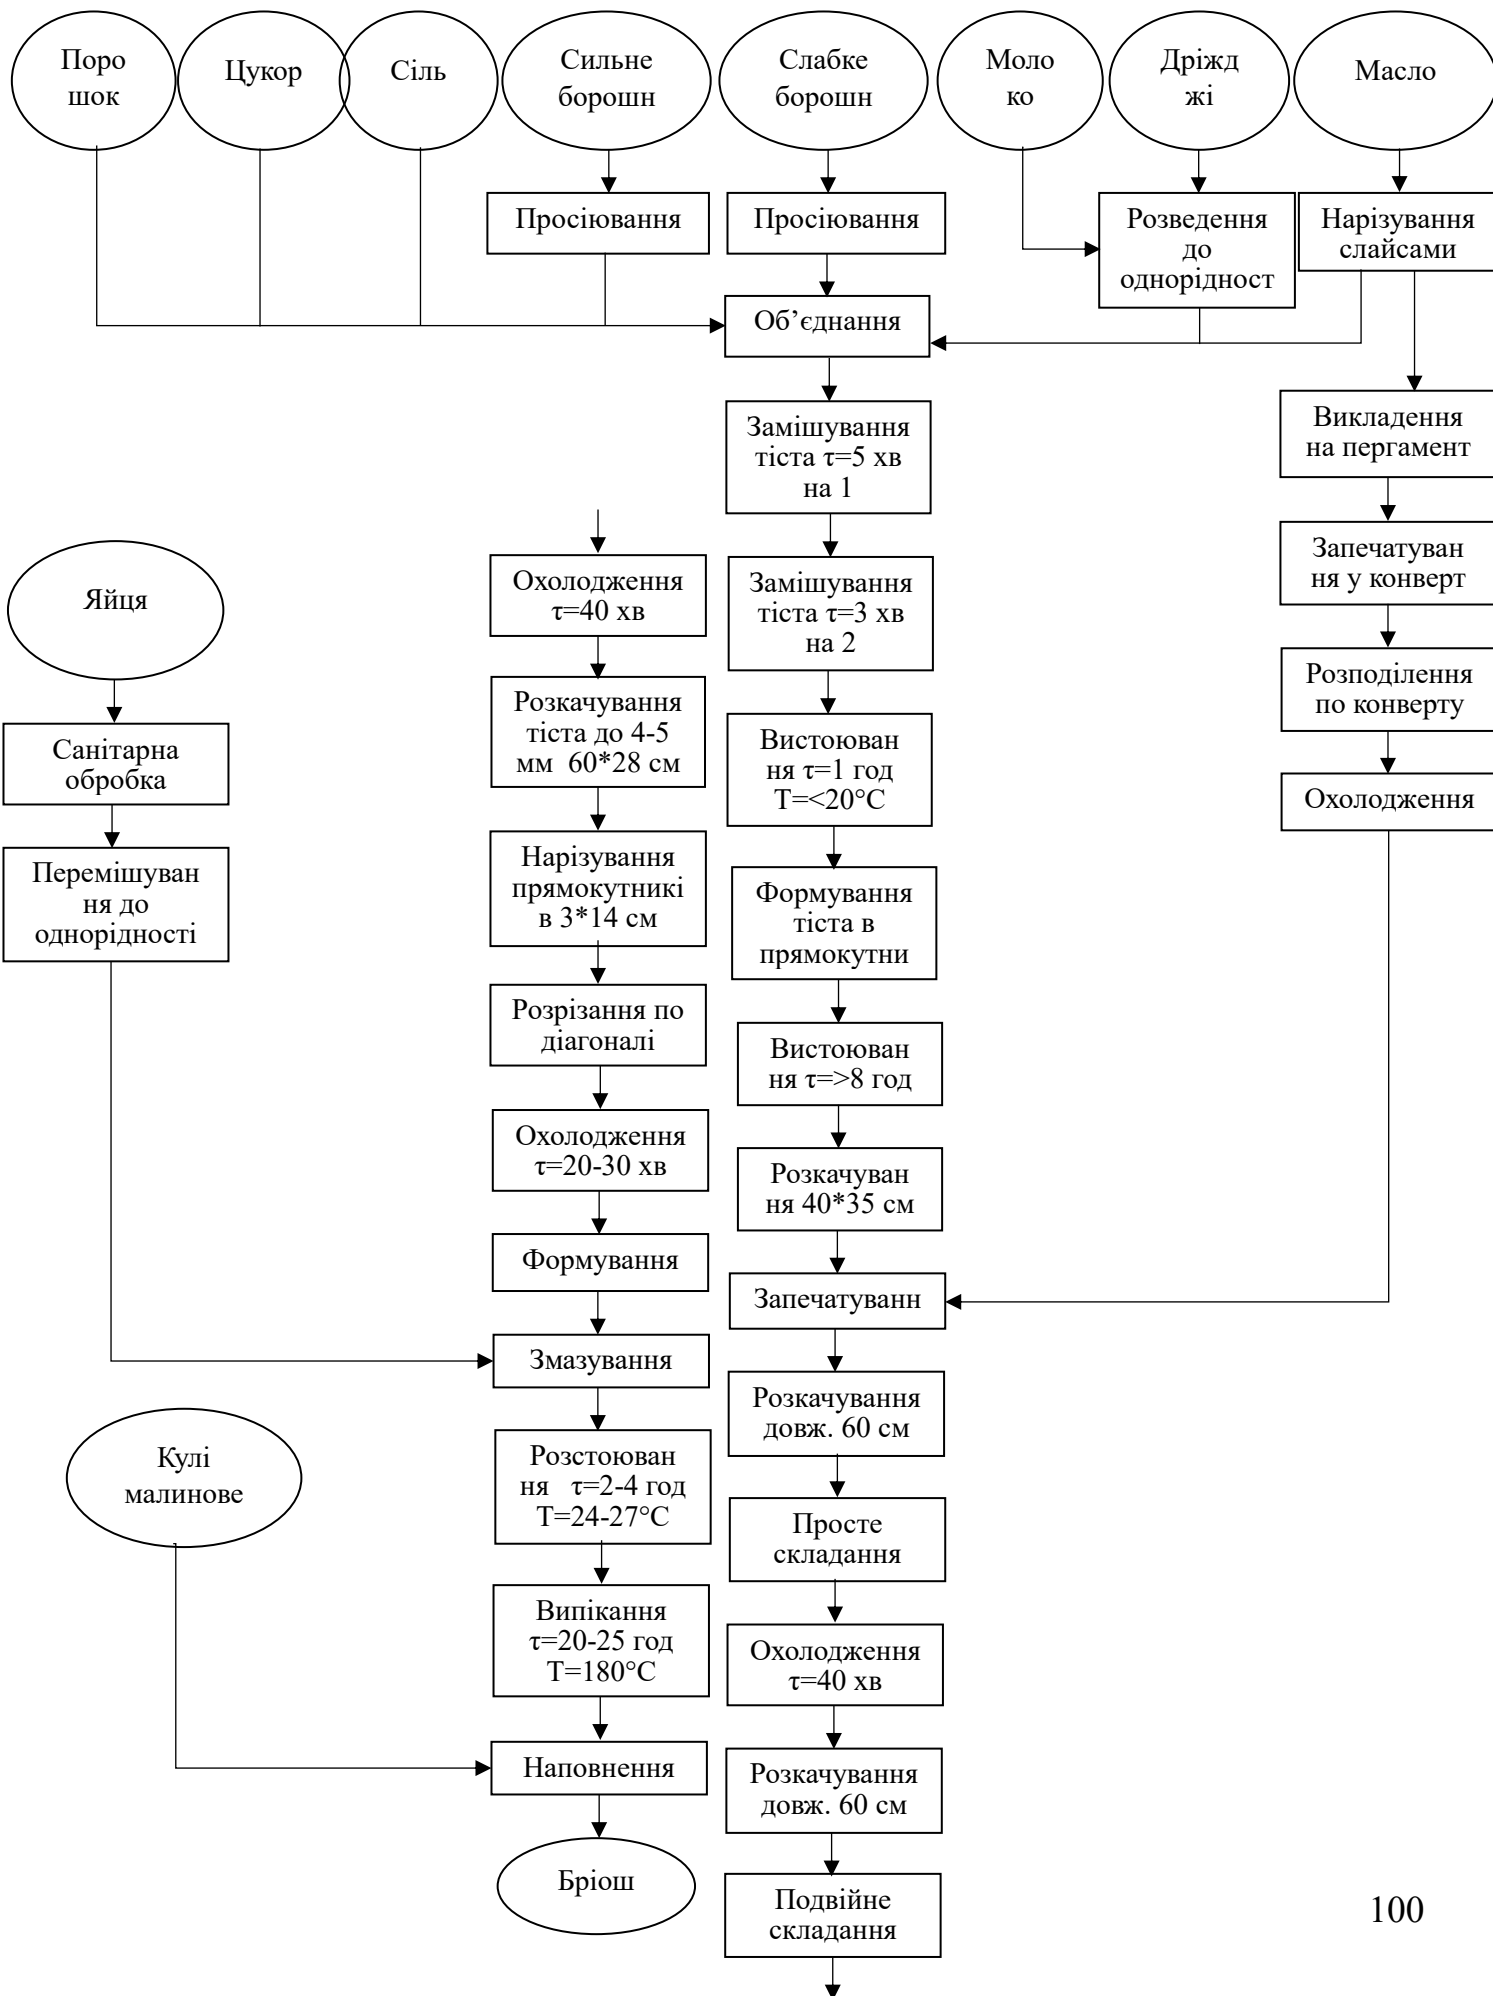 Поро
шок
Цукор
Сіль
Сильне
борошн
Слабке
борошн
Моло
ко
Дріжд
жі
Масло
Просіювання
Просіювання
Розведення
до
однорідност
Нарізування
слайсами
Об’єднання
Замішування
тіста τ=5 хв
на 1
Викладення
на пергамент
Запечатуван
ня у конверт
Розподілення
по конверту
Охолодження
Замішування
тіста τ=3 хв
на 2
Вистоюван
ня τ=1 год
T=<20°C
Формування
тіста в
прямокутни
Вистоюван
ня τ=>8 год
Розкачуван
ня 40*35 см
Запечатуванн
Розкачування
довж. 60 см
Просте
складання
Охолодження
τ=40 хв
Розкачування
довж. 60 см
Подвійне
складання
Охолодження
τ=40 хв
Розкачування
тіста до 4-5
мм 60*28 см
Нарізування
прямокутникі
в 3*14 см
Розрізання по
діагоналі
Охолодження
τ=20-30 хв
Формування
Яйця
Санітарна
обробка
Перемішуван
ня до
однорідності
Змазування
Розстоюван
ня τ=2-4 год
T=24-27°C
Випікання
τ=20-25 год
T=180°C
Кулі
малинове
Наповнення
Бріош
100